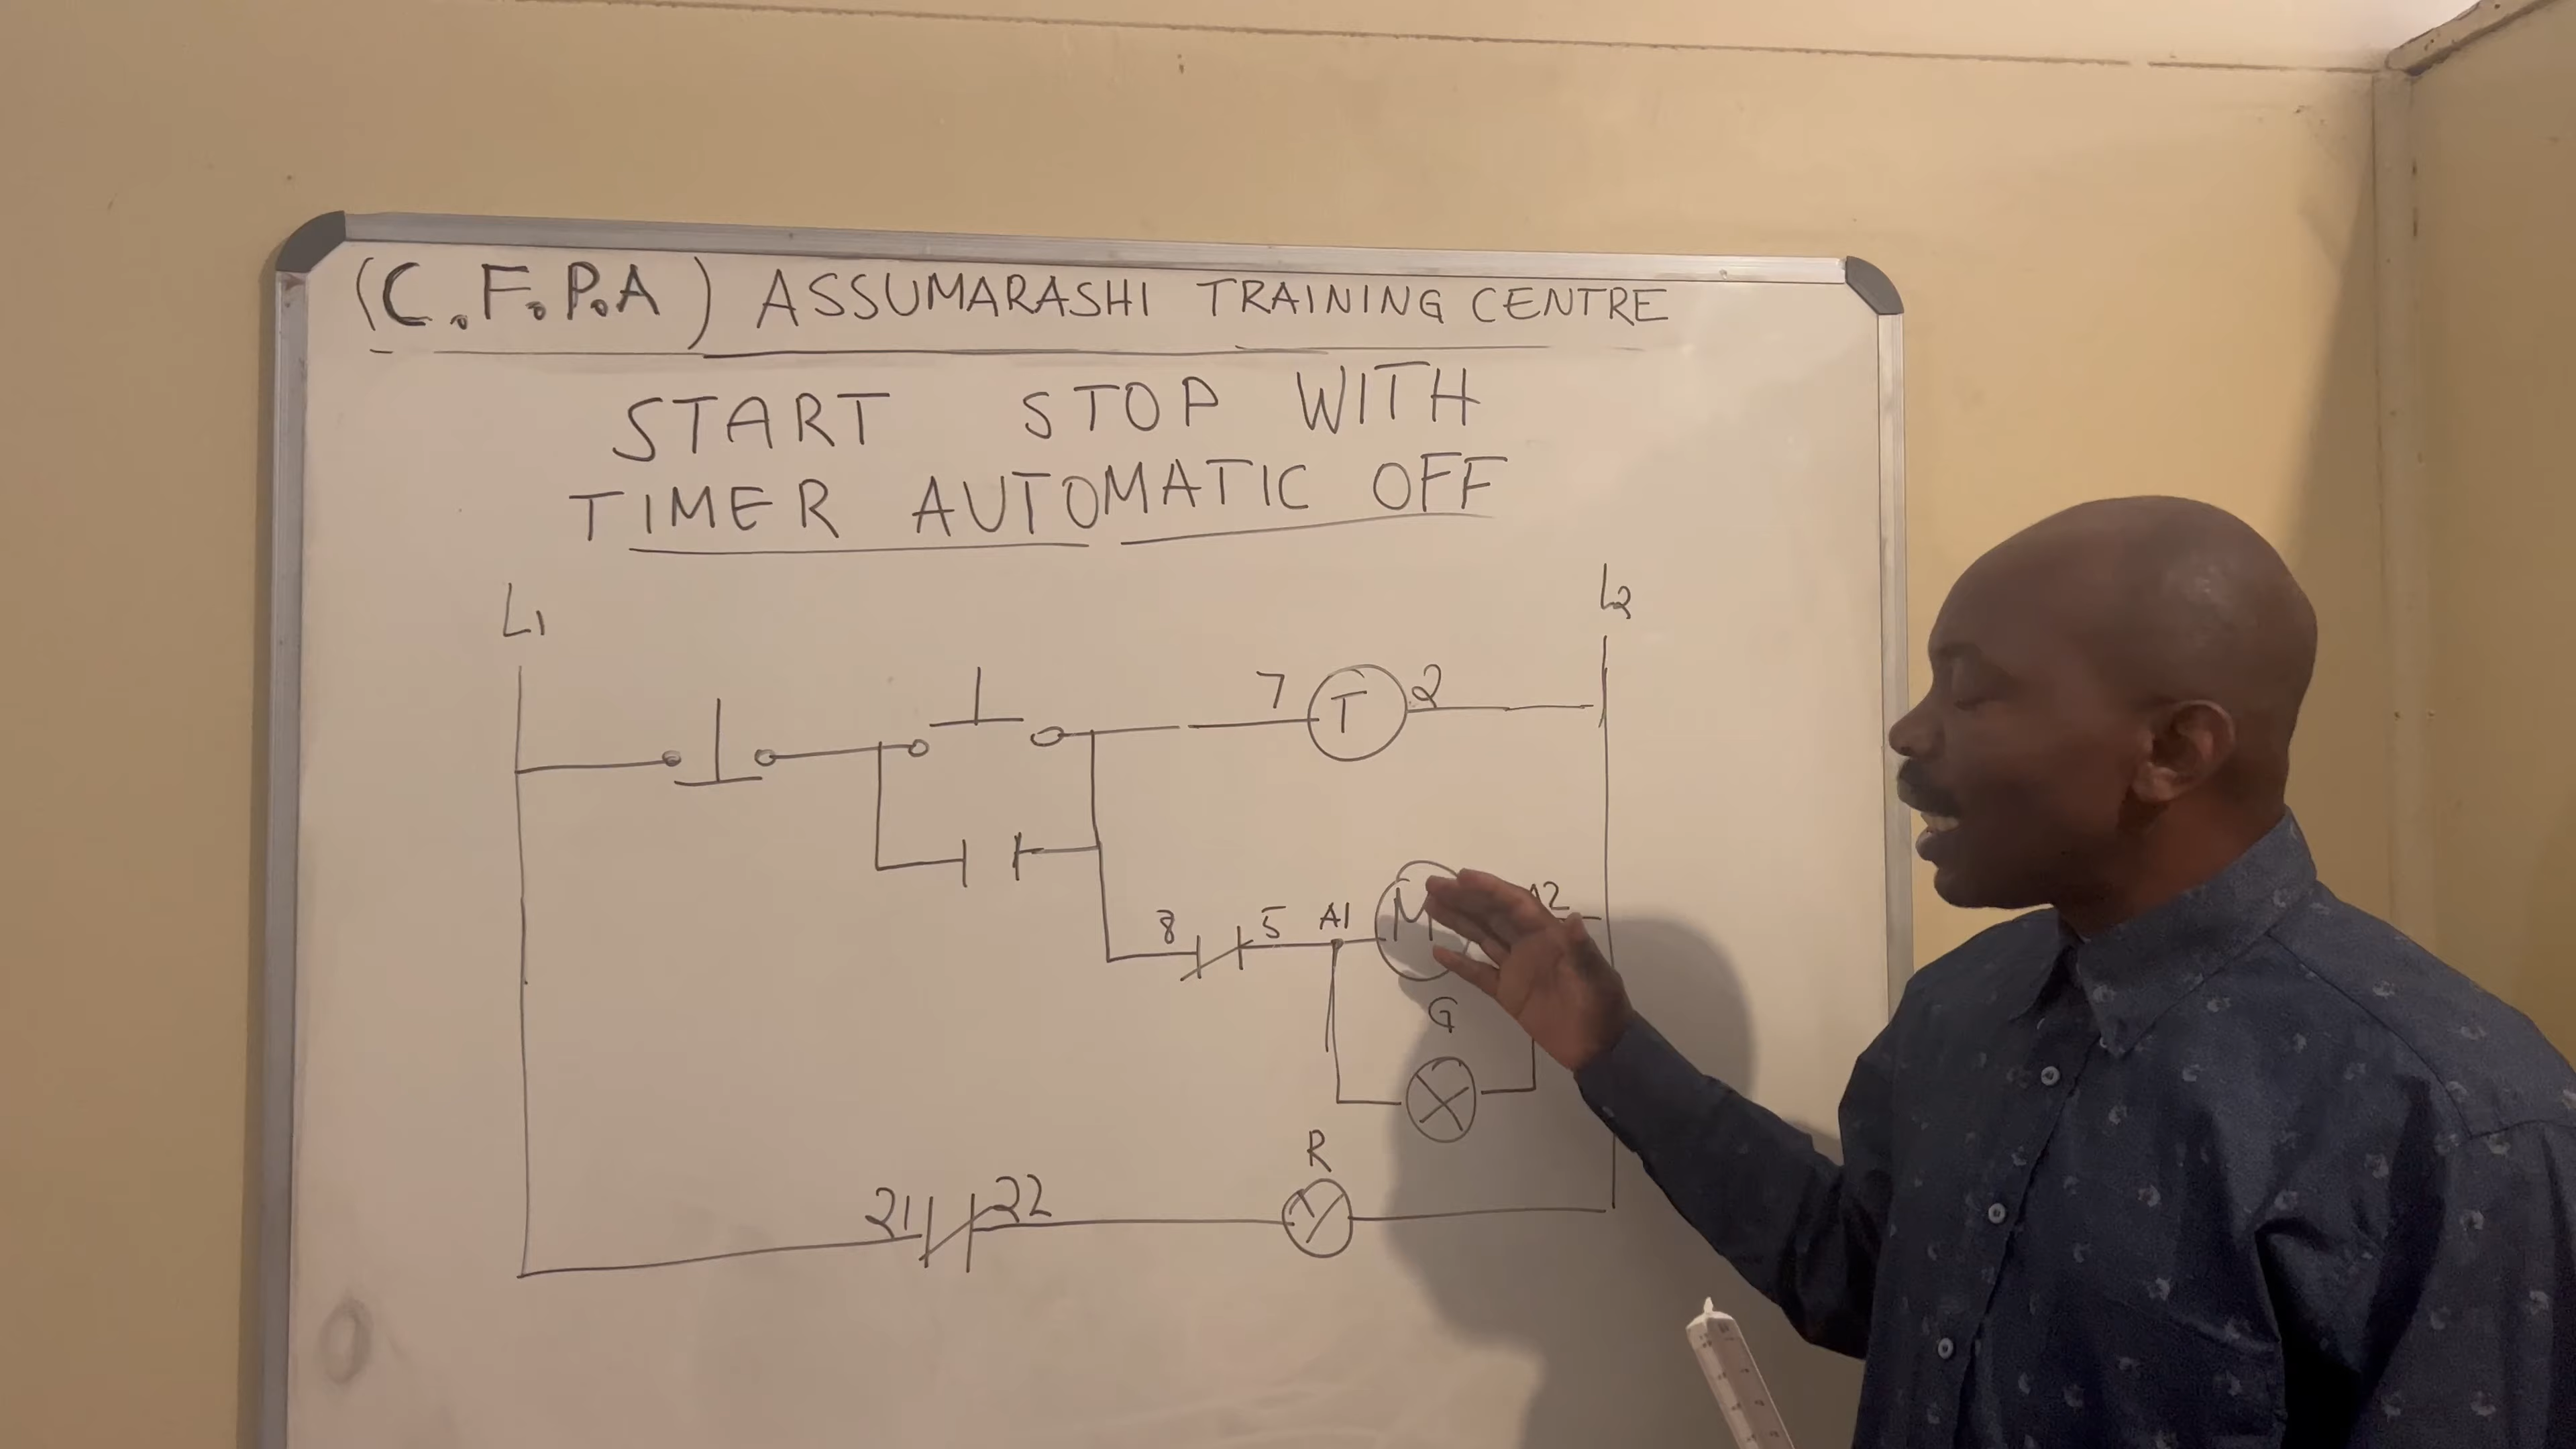 (C.F.P.A) ASSUMARASHI TRAINING CENTRE
START STOP WITH
TIMER AUTOMATIC OFF
L1
L2
7 T 2
8 5 A1 M A2
G
R
21 22